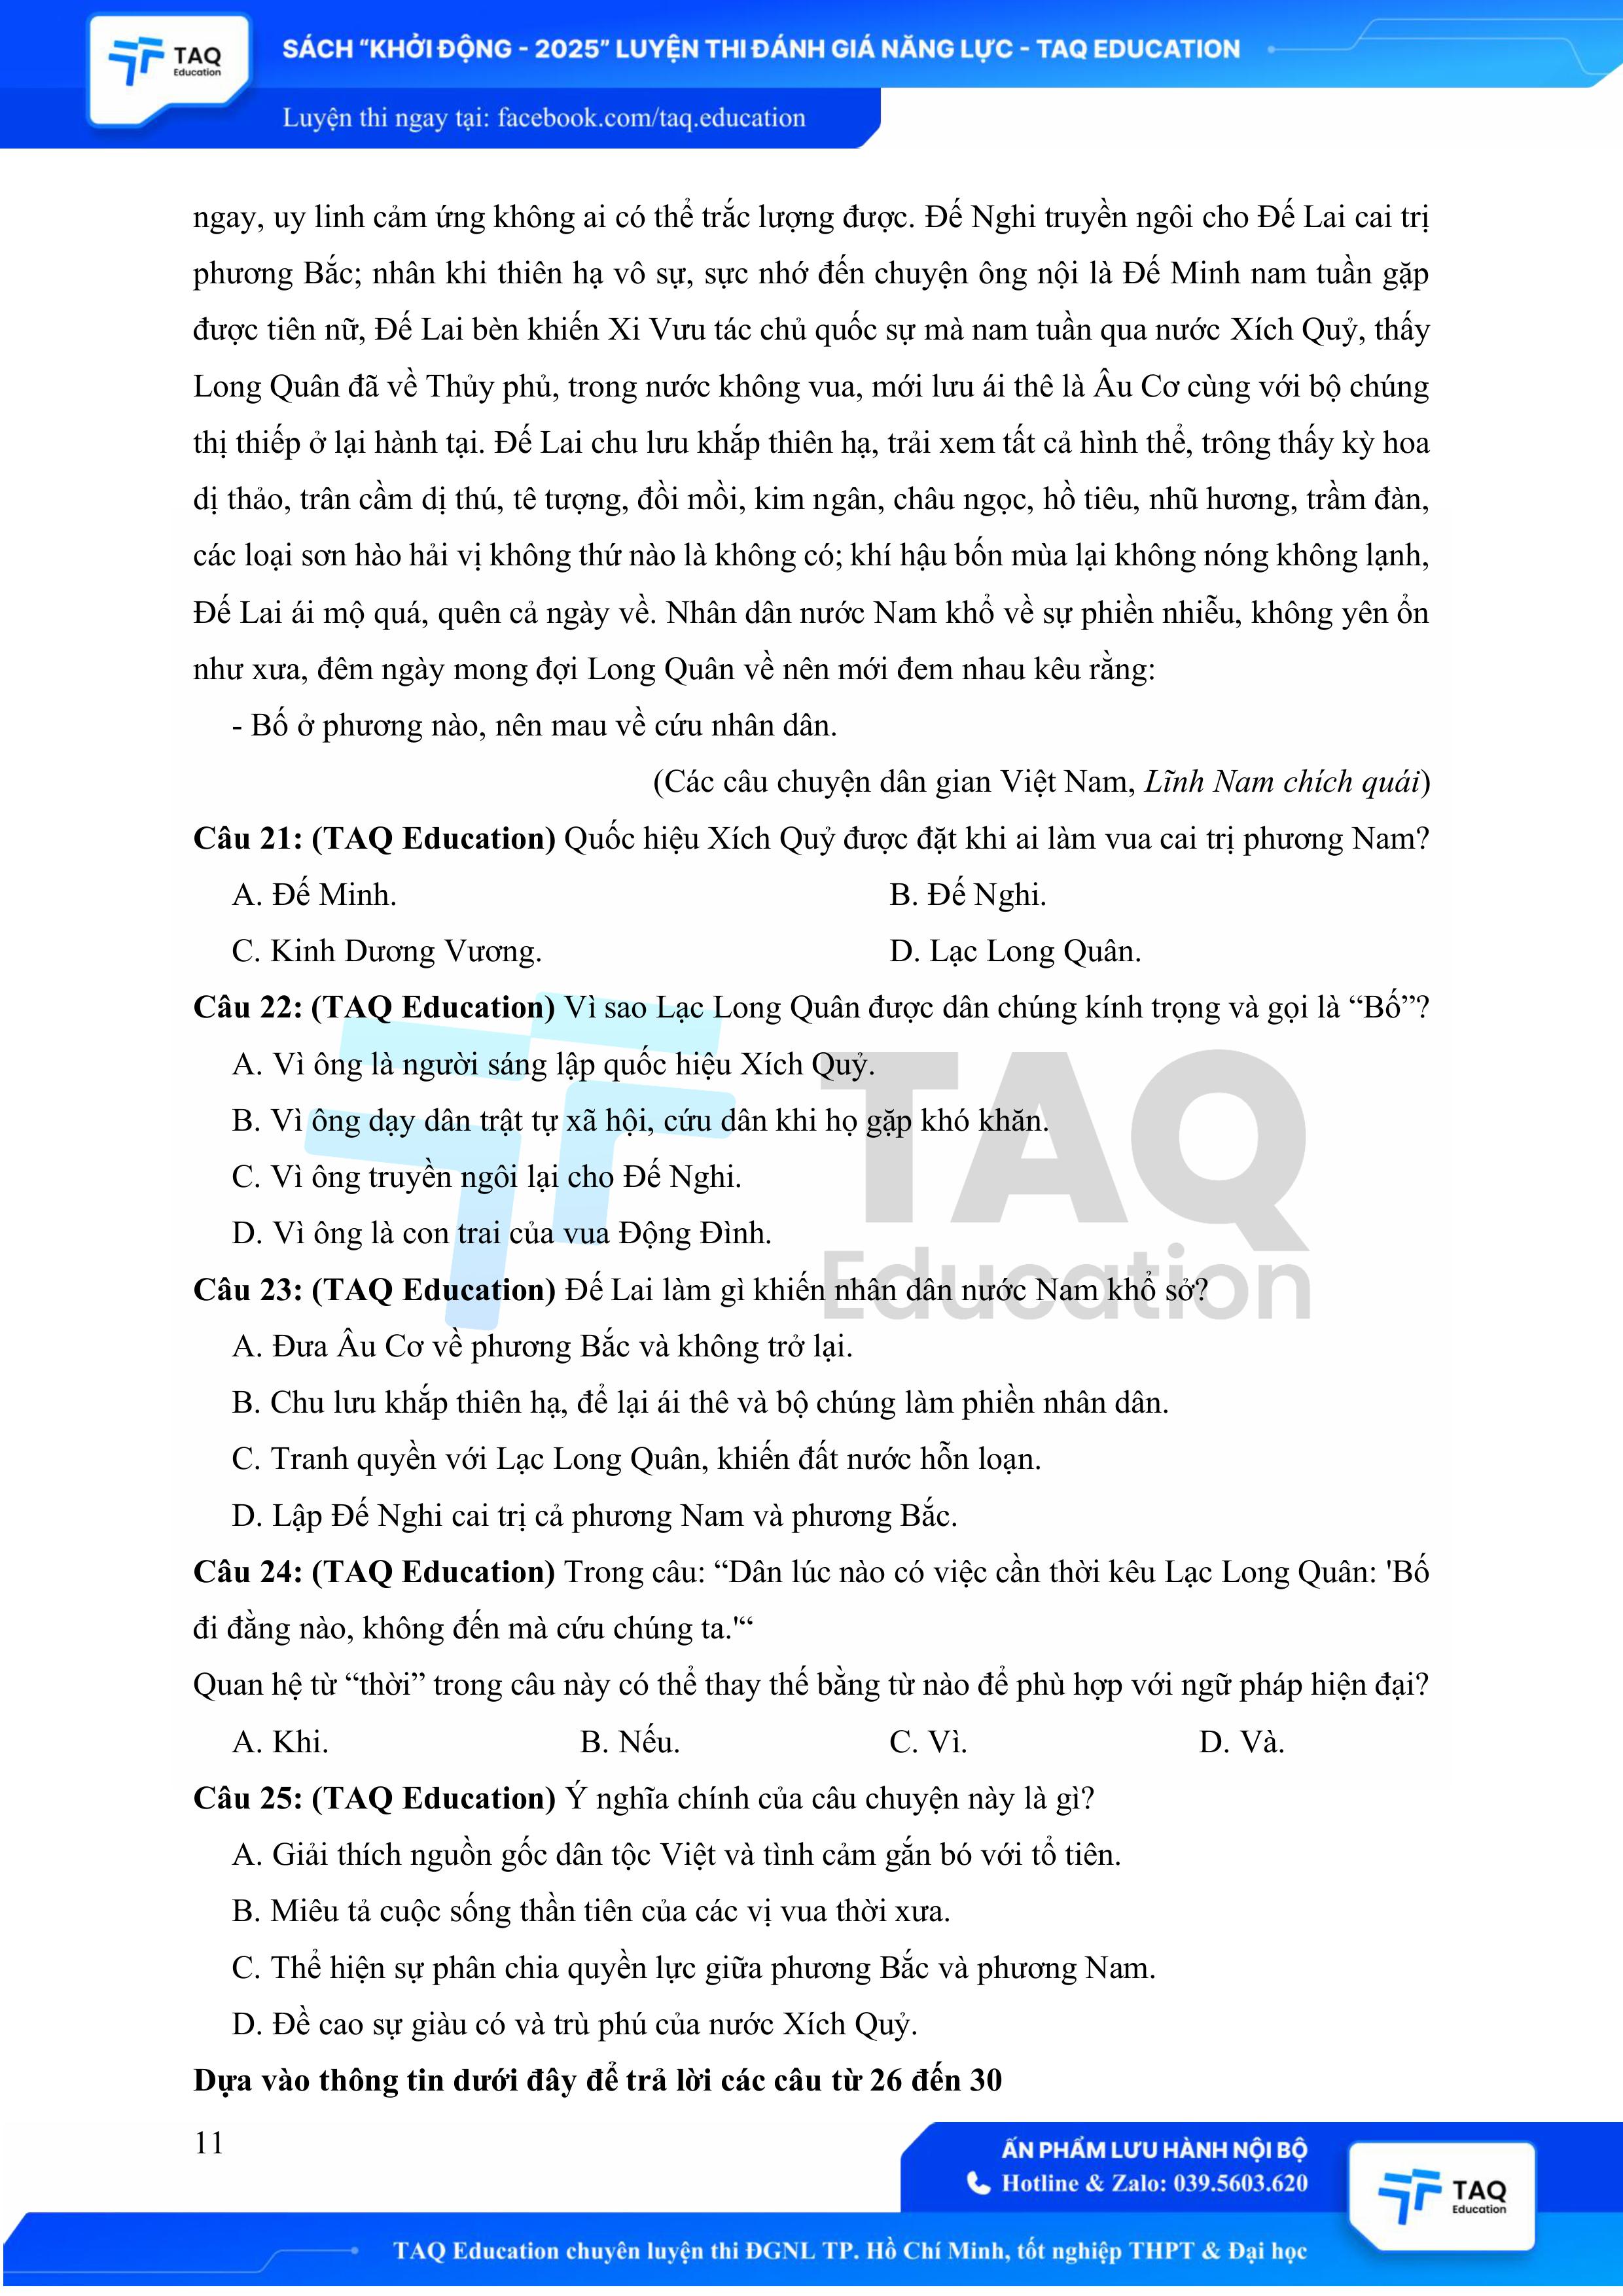 TAQ
Education
SÁCH “KHỞI ĐỘNG - 2025” LUYỆN THI ĐÁNH GIÁ NĂNG LỰC - TAQ EDUCATION
Luyện thi ngay tại: facebook.com/taq.education
ngay, uy linh cảm ứng không ai có thể trắc lượng được. Đế Nghi truyền ngôi cho Đế Lai cai trị
phương Bắc; nhân khi thiên hạ vô sự, sực nhớ đến chuyện ông nội là Đế Minh nam tuần gặp
được tiên nữ, Đế Lai bèn khiến Xi Vưu tác chủ quốc sự mà nam tuần qua nước Xích Quỷ, thấy
Long Quân đã về Thủy phủ, trong nước không vua, mới lưu ái thê là Âu Cơ cùng với bộ chúng
thị thiếp ở lại hành tại. Đế Lai chu lưu khắp thiên hạ, trải xem tất cả hình thể, trông thấy kỳ hoa
dị thảo, trân cầm dị thú, tê tượng, đồi mồi, kim ngân, châu ngọc, hồ tiêu, nhũ hương, trầm đàn,
các loại sơn hào hải vị không thứ nào là không có; khí hậu bốn mùa lại không nóng không lạnh,
Đế Lai ái mộ quá, quên cả ngày về. Nhân dân nước Nam khổ về sự phiền nhiễu, không yên ổn
như xưa, đêm ngày mong đợi Long Quân về nên mới đem nhau kêu rằng:
- Bố ở phương nào, nên mau về cứu nhân dân.
(Các câu chuyện dân gian Việt Nam, Lĩnh Nam chích quái)
Câu 21: (TAQ Education) Quốc hiệu Xích Quỷ được đặt khi ai làm vua cai trị phương Nam?
A. Đế Minh. B. Đế Nghi.
C. Kinh Dương Vương. D. Lạc Long Quân.
Câu 22: (TAQ Education) Vì sao Lạc Long Quân được dân chúng kính trọng và gọi là “Bố”?
A. Vì ông là người sáng lập quốc hiệu Xích Quỷ.
B. Vì ông dạy dân trật tự xã hội, cứu dân khi họ gặp khó khăn.
C. Vì ông truyền ngôi lại cho Đế Nghi.
D. Vì ông là con trai của vua Động Đình.
TAQ
Education
Câu 23: (TAQ Education) Đế Lai làm gì khiến nhân dân nước Nam khổ sở?
A. Đưa Âu Cơ về phương Bắc và không trở lại.
B. Chu lưu khắp thiên hạ, để lại ái thê và bộ chúng làm phiền nhân dân.
C. Tranh quyền với Lạc Long Quân, khiến đất nước hỗn loạn.
D. Lập Đế Nghi cai trị cả phương Nam và phương Bắc.
Câu 24: (TAQ Education) Trong câu: “Dân lúc nào có việc cần thời kêu Lạc Long Quân: 'Bố
đi đằng nào, không đến mà cứu chúng ta.'“
Quan hệ từ “thời” trong câu này có thể thay thế bằng từ nào để phù hợp với ngữ pháp hiện đại?
A. Khi. B. Nếu. C. Vì. D. Và.
Câu 25: (TAQ Education) Ý nghĩa chính của câu chuyện này là gì?
A. Giải thích nguồn gốc dân tộc Việt và tình cảm gắn bó với tổ tiên.
B. Miêu tả cuộc sống thần tiên của các vị vua thời xưa.
C. Thể hiện sự phân chia quyền lực giữa phương Bắc và phương Nam.
D. Đề cao sự giàu có và trù phú của nước Xích Quỷ.
Dựa vào thông tin dưới đây để trả lời các câu từ 26 đến 30
11
ẤN PHẨM LƯU HÀNH NỘI BỘ
Hotline & Zalo: 039.5603.620
TAQ
Education
TAQ Education chuyên luyện thi ĐGNL TP. Hồ Chí Minh, tốt nghiệp THPT & Đại học